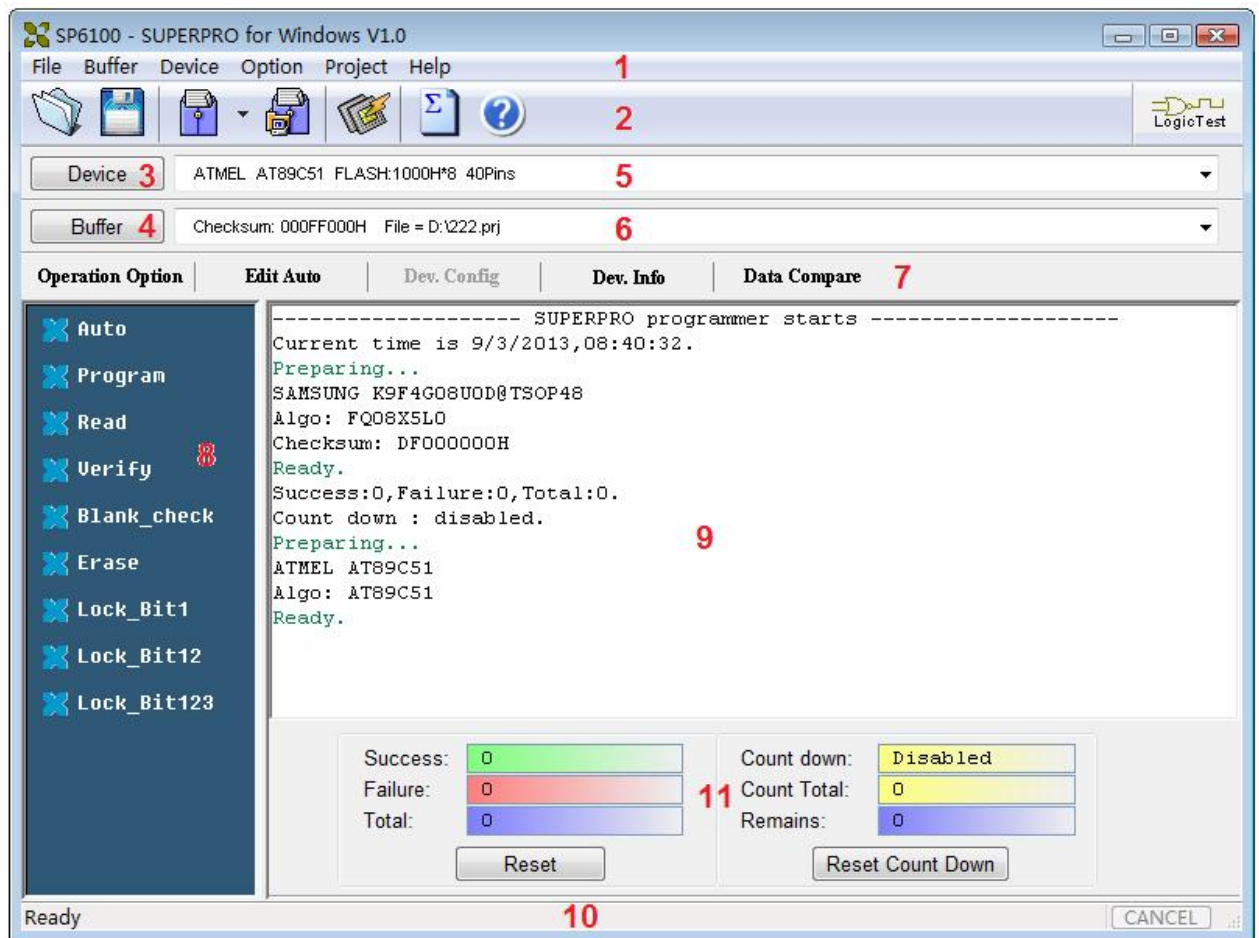 SP6100 - SUPERPRO for Windows V1.0
File Buffer Device Option Project Help 1
2 LogicTest
Device 3 ATMEL AT89C51 FLASH:1000H*8 40Pins 5
Buffer 4 Checksum: 000FF000H File = D:\222.prj 6
Operation Option Edit Auto Dev. Config Dev. Info Data Compare 7
Auto
Program
Read
Verify
8
Blank_check
Erase
Lock_Bit1
Lock_Bit12
Lock_Bit123
-------------------- SUPERPRO programmer starts --------------------
Current time is 9/3/2013,08:40:32.
Preparing...
SAMSUNG K9F4G08U0D@TSOP48
Algo: FQ08X5L0
Checksum: DF000000H
Ready.
Success:0,Failure:0,Total:0.
Count down : disabled.
Preparing...
ATMEL AT89C51
Algo: AT89C51
Ready.
9
Success: 0
Failure: 0
Total: 0
Reset
11
Count down: Disabled
Count Total: 0
Remains: 0
Reset Count Down
Ready 10 CANCEL